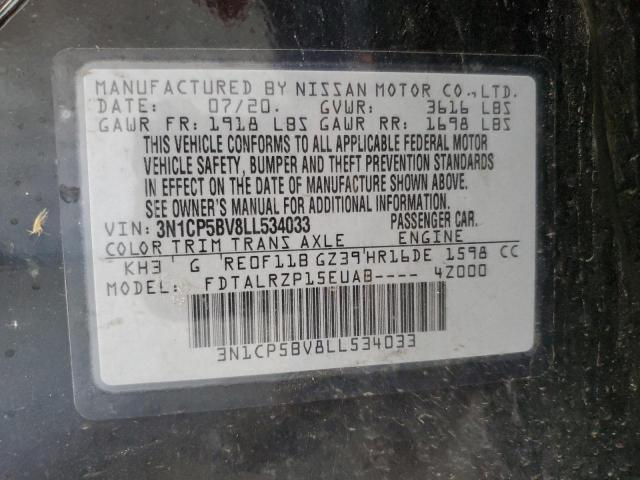 MANUFACTURED BY NISSAN MOTOR CO.,LTD.
DATE: 07/20. GVWR: 3616 LBS
GAWR FR: 1918 LBS GAWR RR: 1698 LBS
THIS VEHICLE CONFORMS TO ALL APPLICABLE FEDERAL MOTOR
VEHICLE SAFETY, BUMPER AND THEFT PREVENTION STANDARDS
IN EFFECT ON THE DATE OF MANUFACTURE SHOWN ABOVE.
SEE OWNER'S MANUAL FOR ADDITIONAL INFORMATION.
VIN: 3N1CP5BV8LL534033 PASSENGER CAR.
COLOR TRIM TRANS AXLE ENGINE
KH3 G RE0F11B GZ39 HR16DE 1598 CC
MODEL: FDTALRZP15EUAB---- 4Z000
3N1CP5BV8LL534033